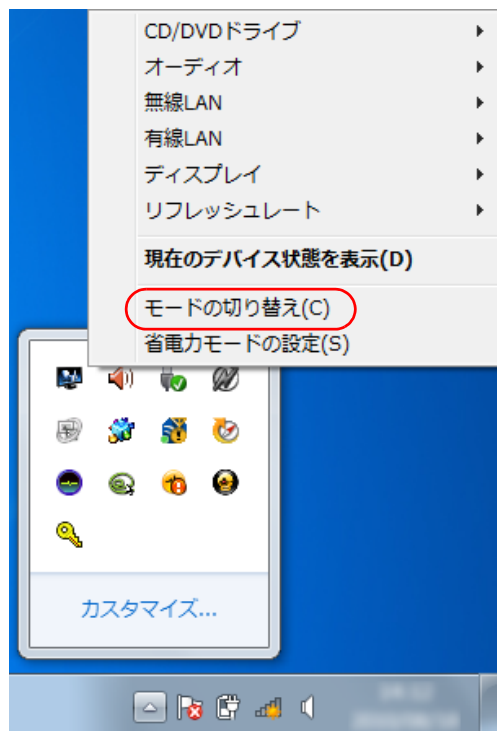 CD/DVDドライブ
オーディオ
無線LAN
有線LAN
ディスプレイ
リフレッシュレート
現在のデバイス状態を表示(D)
モードの切り替え(C)
省電力モードの設定(S)
カスタマイズ...